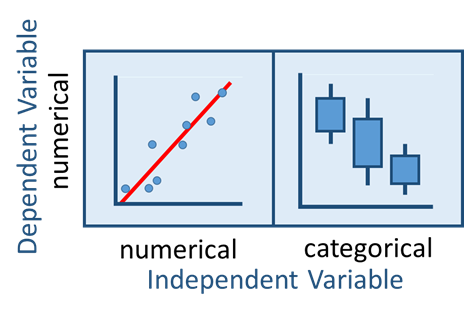 Dependent Variable
numerical
numerical
categorical
Independent Variable